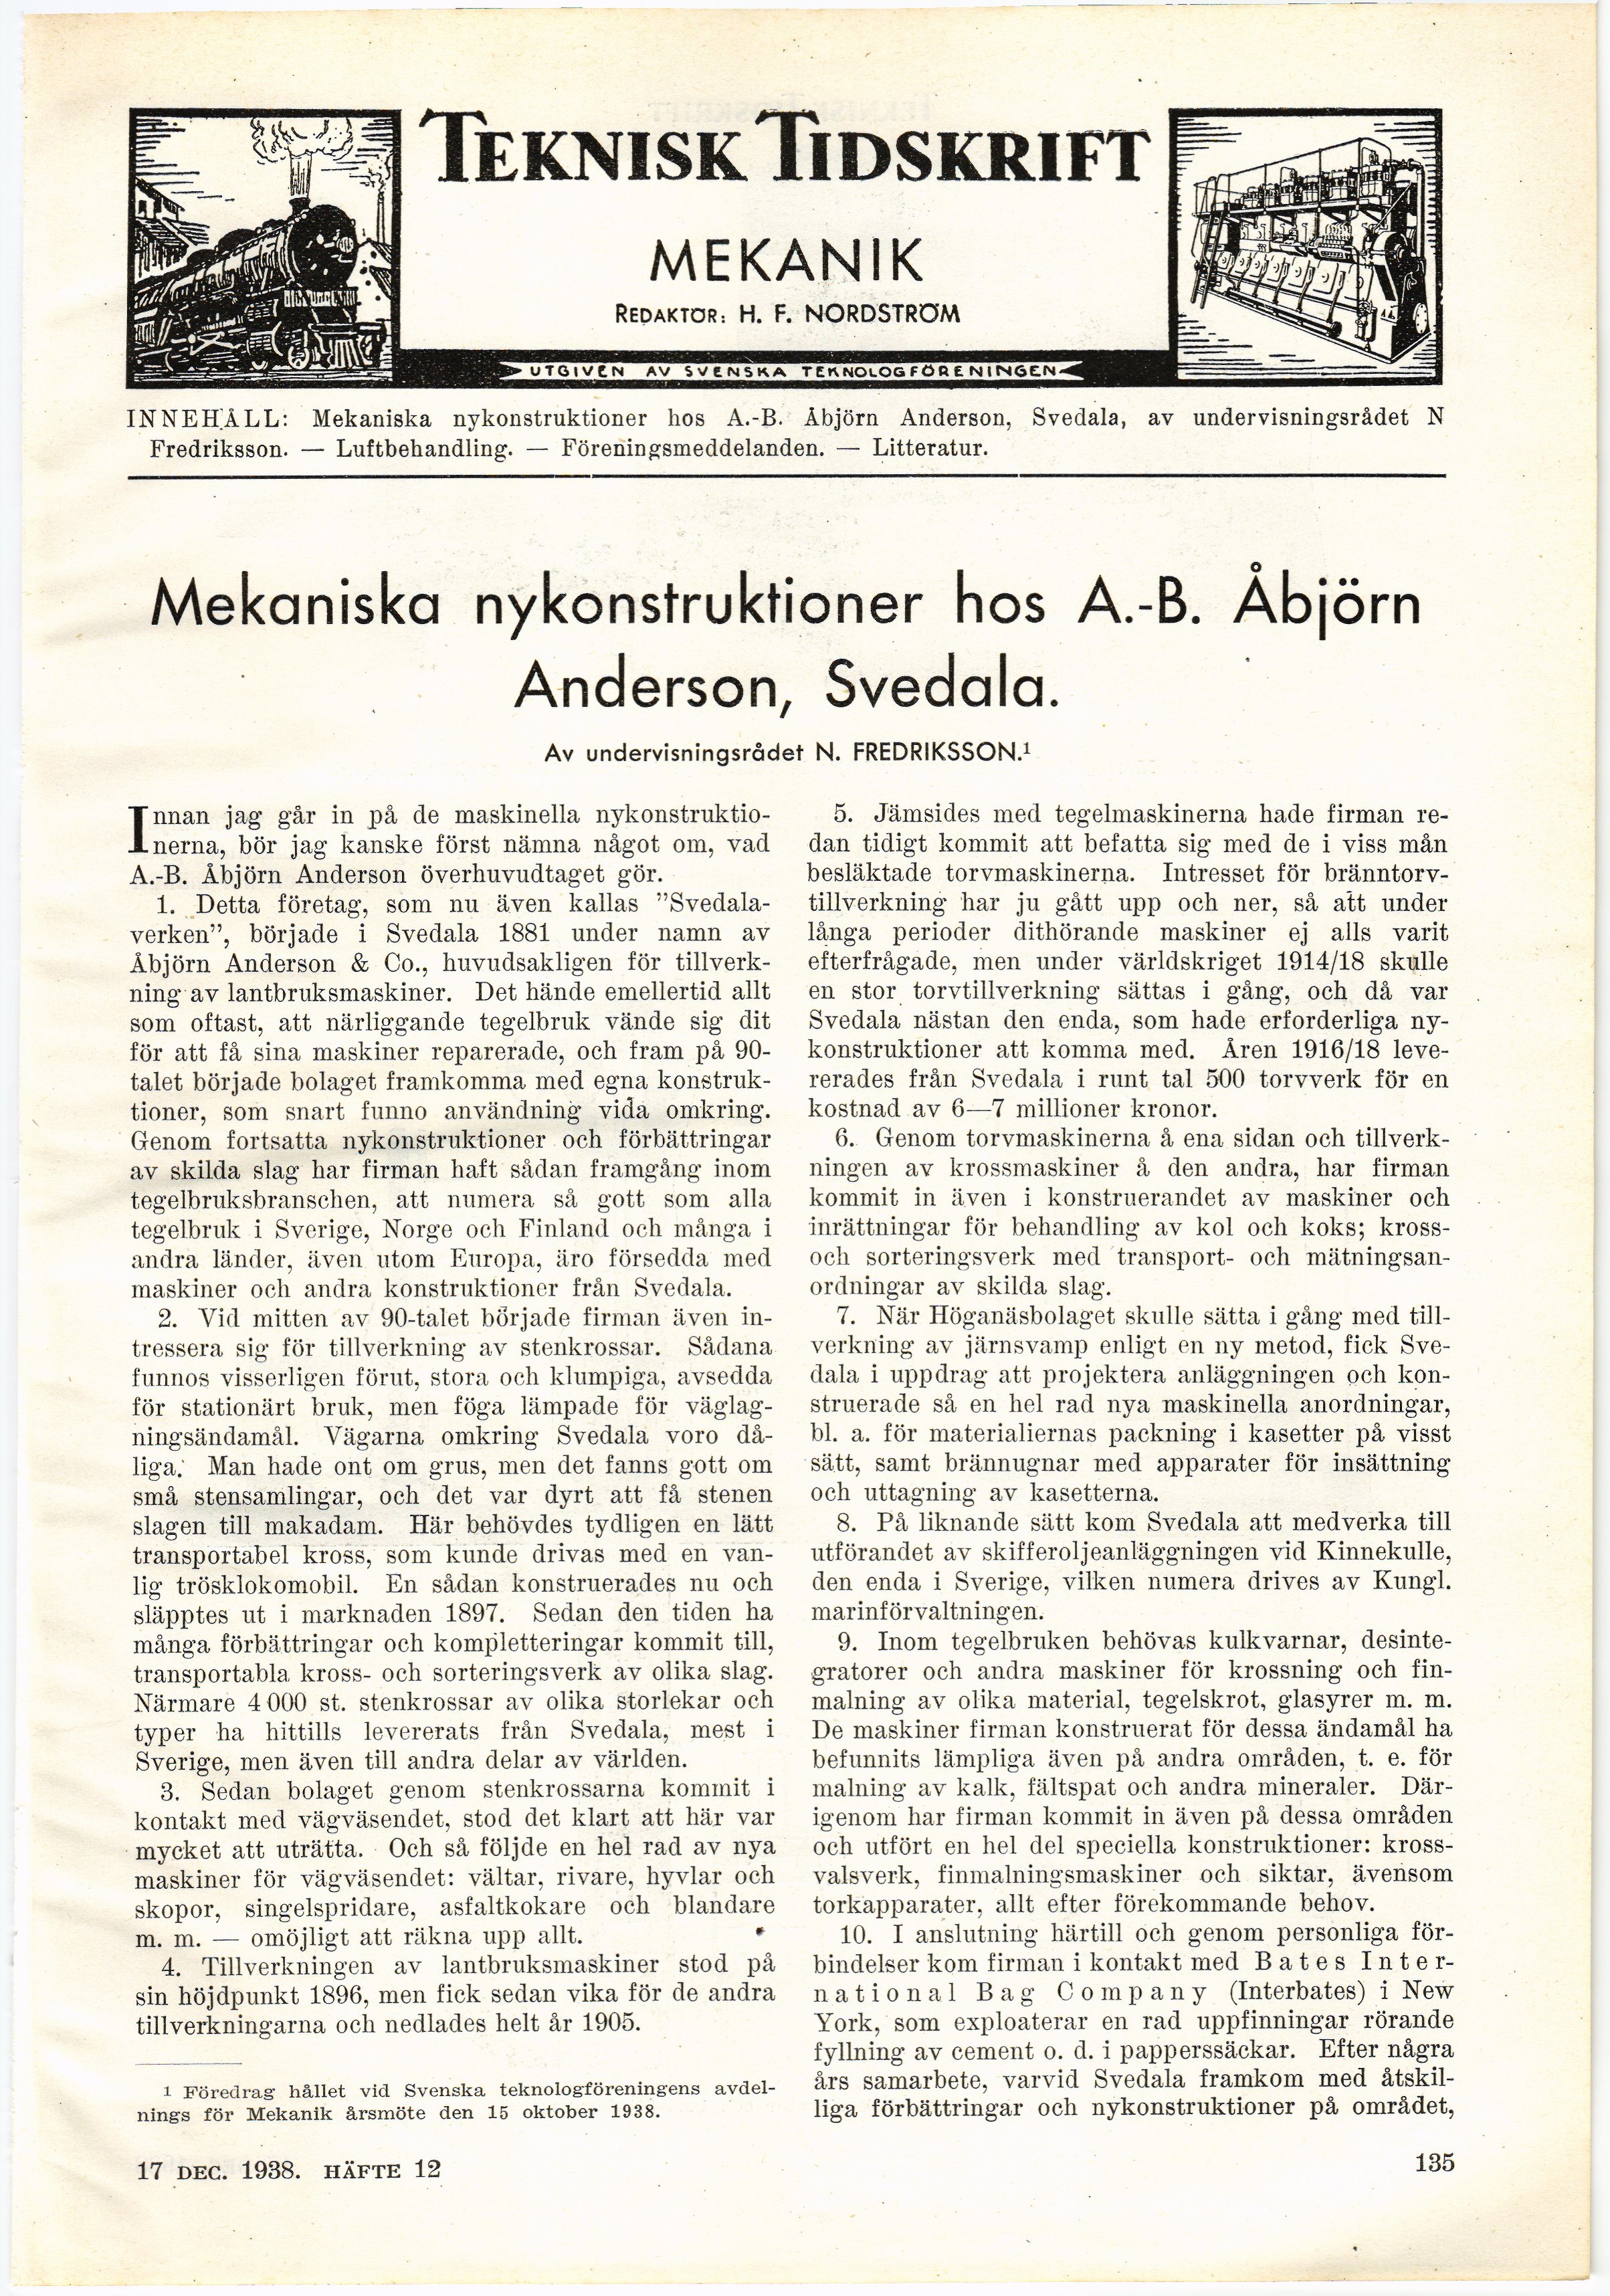 TEKNISK TIDSKRIFT
MEKANIK
REDAKTÖR: H. F. NORDSTRÖM
UTGIVEN AV SVENSKA TEKNOLOGFÖRENINGEN
INNEHÅLL: Mekaniska nykonstruktioner hos A.-B. Åbjörn Anderson, Svedala, av undervisningsrådet N
Fredriksson. — Luftbehandling. — Föreningsmeddelanden. — Litteratur.
Mekaniska nykonstruktioner hos A.-B. Åbjörn
Anderson, Svedala.
Av undervisningsrådet N. FREDRIKSSON.¹
Innan jag går in på de maskinella nykonstruktio-
nerna, bör jag kanske först nämna något om, vad
A.-B. Åbjörn Anderson överhuvudtaget gör.
1. Detta företag, som nu även kallas ”Svedala-
verken”, började i Svedala 1881 under namn av
Åbjörn Anderson & Co., huvudsakligen för tillverk-
ning av lantbruksmaskiner. Det hände emellertid allt
som oftast, att närliggande tegelbruk vände sig dit
för att få sina maskiner reparerade, och fram på 90-
talet började bolaget framkomma med egna konstruk-
tioner, som snart funno användning vida omkring.
Genom fortsatta nykonstruktioner och förbättringar
av skilda slag har firman haft sådan framgång inom
tegelbruksbranschen, att numera så gott som alla
tegelbruk i Sverige, Norge och Finland och många i
andra länder, även utom Europa, äro försedda med
maskiner och andra konstruktioner från Svedala.
2. Vid mitten av 90-talet började firman även in-
tressera sig för tillverkning av stenkrossar. Sådana
funnos visserligen förut, stora och klumpiga, avsedda
för stationärt bruk, men föga lämpade för väglag-
ningsändamål. Vägarna omkring Svedala voro då-
liga. Man hade ont om grus, men det fanns gott om
små stensamlingar, och det var dyrt att få stenen
slagen till makadam. Här behövdes tydligen en lätt
transportabel kross, som kunde drivas med en van-
lig trösklokomobil. En sådan konstruerades nu och
släpptes ut i marknaden 1897. Sedan den tiden ha
många förbättringar och kompletteringar kommit till,
transportabla kross- och sorteringsverk av olika slag.
Närmare 4 000 st. stenkrossar av olika storlekar och
typer ha hittills levererats från Svedala, mest i
Sverige, men även till andra delar av världen.
3. Sedan bolaget genom stenkrossarna kommit i
kontakt med vägväsendet, stod det klart att här var
mycket att uträtta. Och så följde en hel rad av nya
maskiner för vägväsendet: vältar, rivare, hyvlar och
skopor, singelspridare, asfaltkokare och blandare
m. m. — omöjligt att räkna upp allt.
4. Tillverkningen av lantbruksmaskiner stod på
sin höjdpunkt 1896, men fick sedan vika för de andra
tillverkningarna och nedlades helt år 1905.
¹ Föredrag hållet vid Svenska teknologföreningens avdel-
nings för Mekanik årsmöte den 15 oktober 1938.
5. Jämsides med tegelmaskinerna hade firman re-
dan tidigt kommit att befatta sig med de i viss mån
besläktade torvmaskinerna. Intresset för bränntorv-
tillverkning har ju gått upp och ner, så att under
långa perioder dithörande maskiner ej alls varit
efterfrågade, men under världskriget 1914/18 skulle
en stor torvtillverkning sättas i gång, och då var
Svedala nästan den enda, som hade erforderliga ny-
konstruktioner att komma med. Åren 1916/18 leve-
rerades från Svedala i runt tal 500 torvverk för en
kostnad av 6—7 millioner kronor.
6. Genom torvmaskinerna å ena sidan och tillverk-
ningen av krossmaskiner å den andra, har firman
kommit in även i konstruerandet av maskiner och
inrättningar för behandling av kol och koks; kross-
och sorteringsverk med transport- och mätningsan-
ordningar av skilda slag.
7. När Höganäsbolaget skulle sätta i gång med till-
verkning av järnsvamp enligt en ny metod, fick Sve-
dala i uppdrag att projektera anläggningen och kon-
struerade så en hel rad nya maskinella anordningar,
bl. a. för materialiernas packning i kasetter på visst
sätt, samt brännugnar med apparater för insättning
och uttagning av kasetterna.
8. På liknande sätt kom Svedala att medverka till
utförandet av skifferoljeanläggningen vid Kinnekulle,
den enda i Sverige, vilken numera drives av Kungl.
marinförvaltningen.
9. Inom tegelbruken behövas kulkvarnar, desinte-
gratorer och andra maskiner för krossning och fin-
malning av olika material, tegelskrot, glasyrer m. m.
De maskiner firman konstruerat för dessa ändamål ha
befunnits lämpliga även på andra områden, t. e. för
malning av kalk, fältspat och andra mineraler. Där-
igenom har firman kommit in även på dessa områden
och utfört en hel del speciella konstruktioner: kross-
valsverk, finmalningsmaskiner och siktar, ävensom
torkapparater, allt efter förekommande behov.
10. I anslutning härtill och genom personliga för-
bindelser kom firman i kontakt med Bates Inter-
national Bag Company (Interbates) i New
York, som exploaterar en rad uppfinningar rörande
fyllning av cement o. d. i papperssäckar. Efter några
års samarbete, varvid Svedala framkom med åtskil-
liga förbättringar och nykonstruktioner på området,
17 DEC. 1938. HÄFTE 12
135